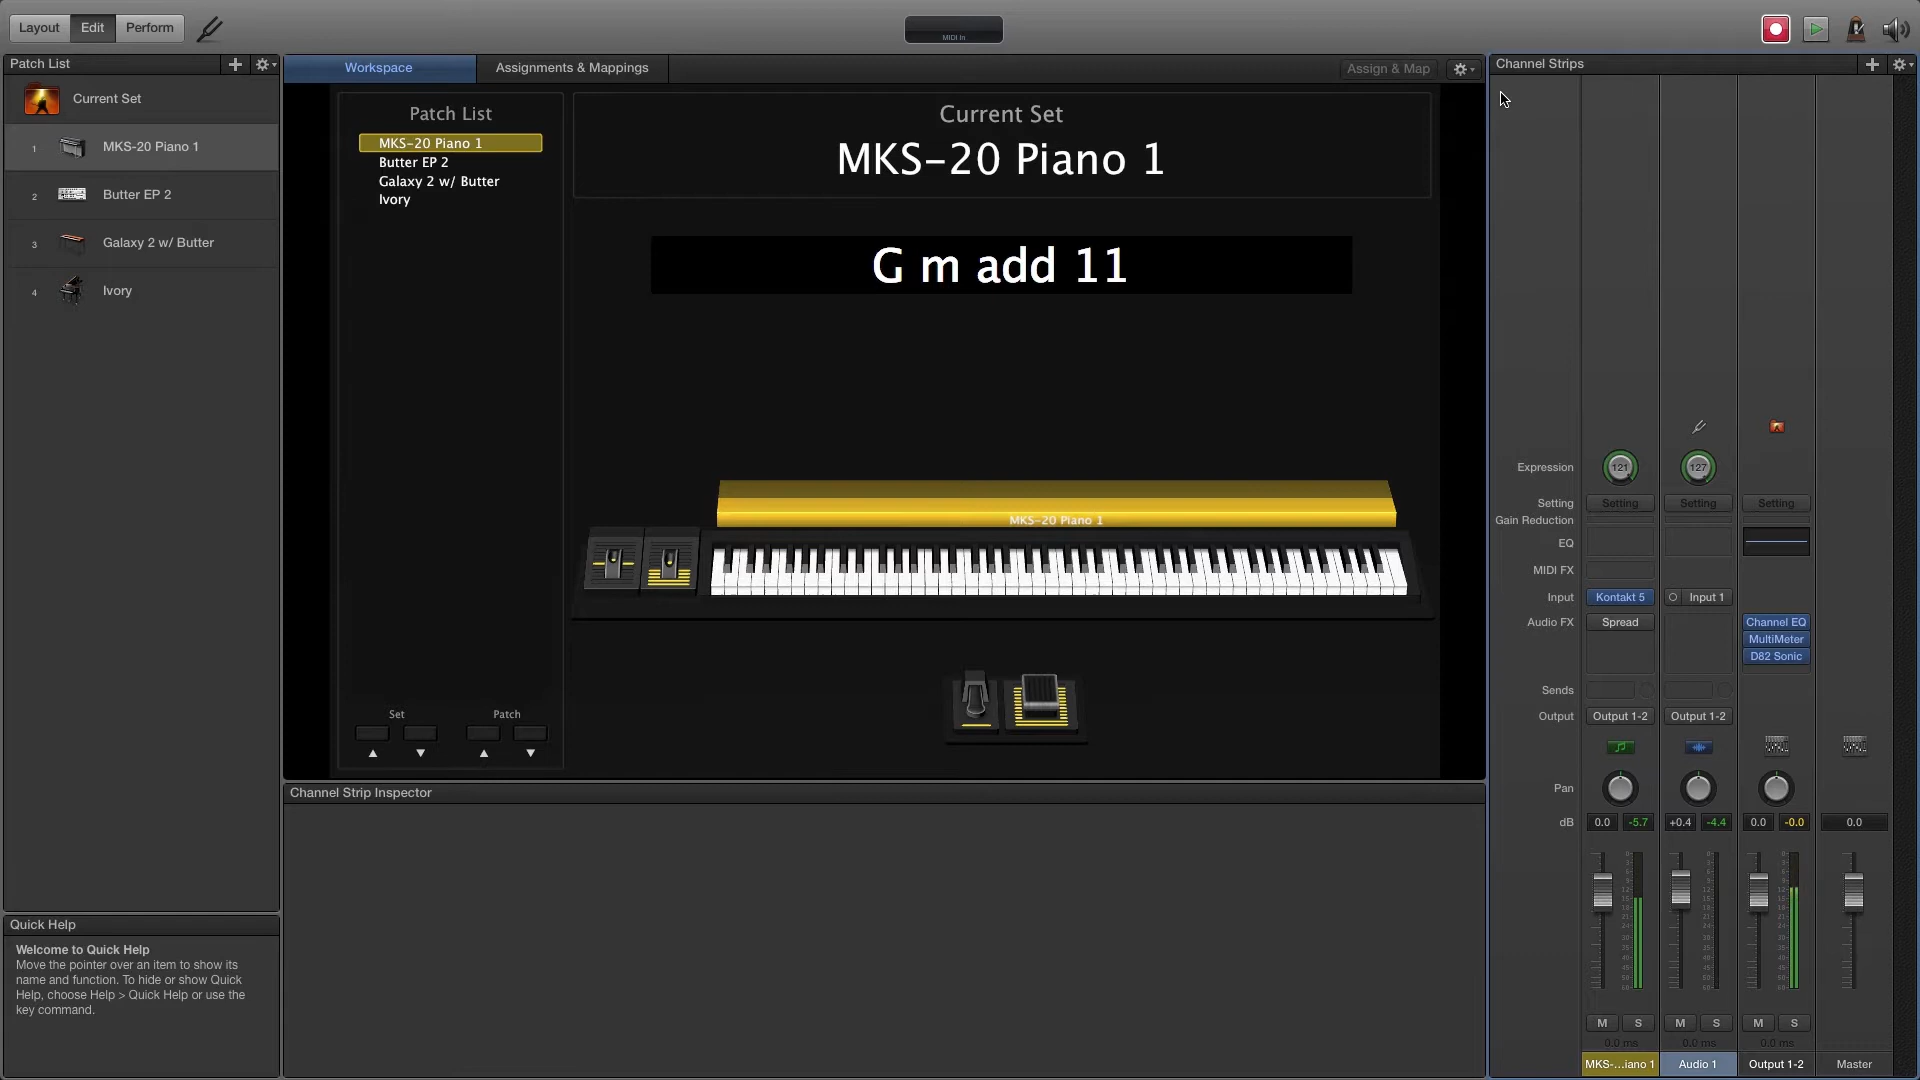 Layout
Edit
Perform
MIDI In
Patch List
Workspace
Assignments & Mappings
Assign & Map
Channel Strips
Current Set
1
MKS-20 Piano 1
2
Butter EP 2
3
Galaxy 2 w/ Butter
4
Ivory
Patch List
MKS-20 Piano 1
Butter EP 2
Galaxy 2 w/ Butter
Ivory
Set
Patch
Current Set
MKS-20 Piano 1
G m add 11
MKS-20 Piano 1
Expression
121
127
Setting
Setting
Setting
Setting
Gain Reduction
EQ
MIDI FX
Input
Kontakt 5
Input 1
Audio FX
Spread
Channel EQ
MultiMeter
D82 Sonic
Sends
Output
Output 1-2
Output 1-2
Pan
dB
0.0
-5.7
+0.4
-4.4
0.0
-0.0
0.0
M
S
M
S
M
S
0.0 ms
0.0 ms
0.0 ms
MKS-...iano 1
Audio 1
Output 1-2
Master
Channel Strip Inspector
Quick Help
Welcome to Quick Help
Move the pointer over an item to show its
name and function. To hide or show Quick
Help, choose Help > Quick Help or use the
key command.